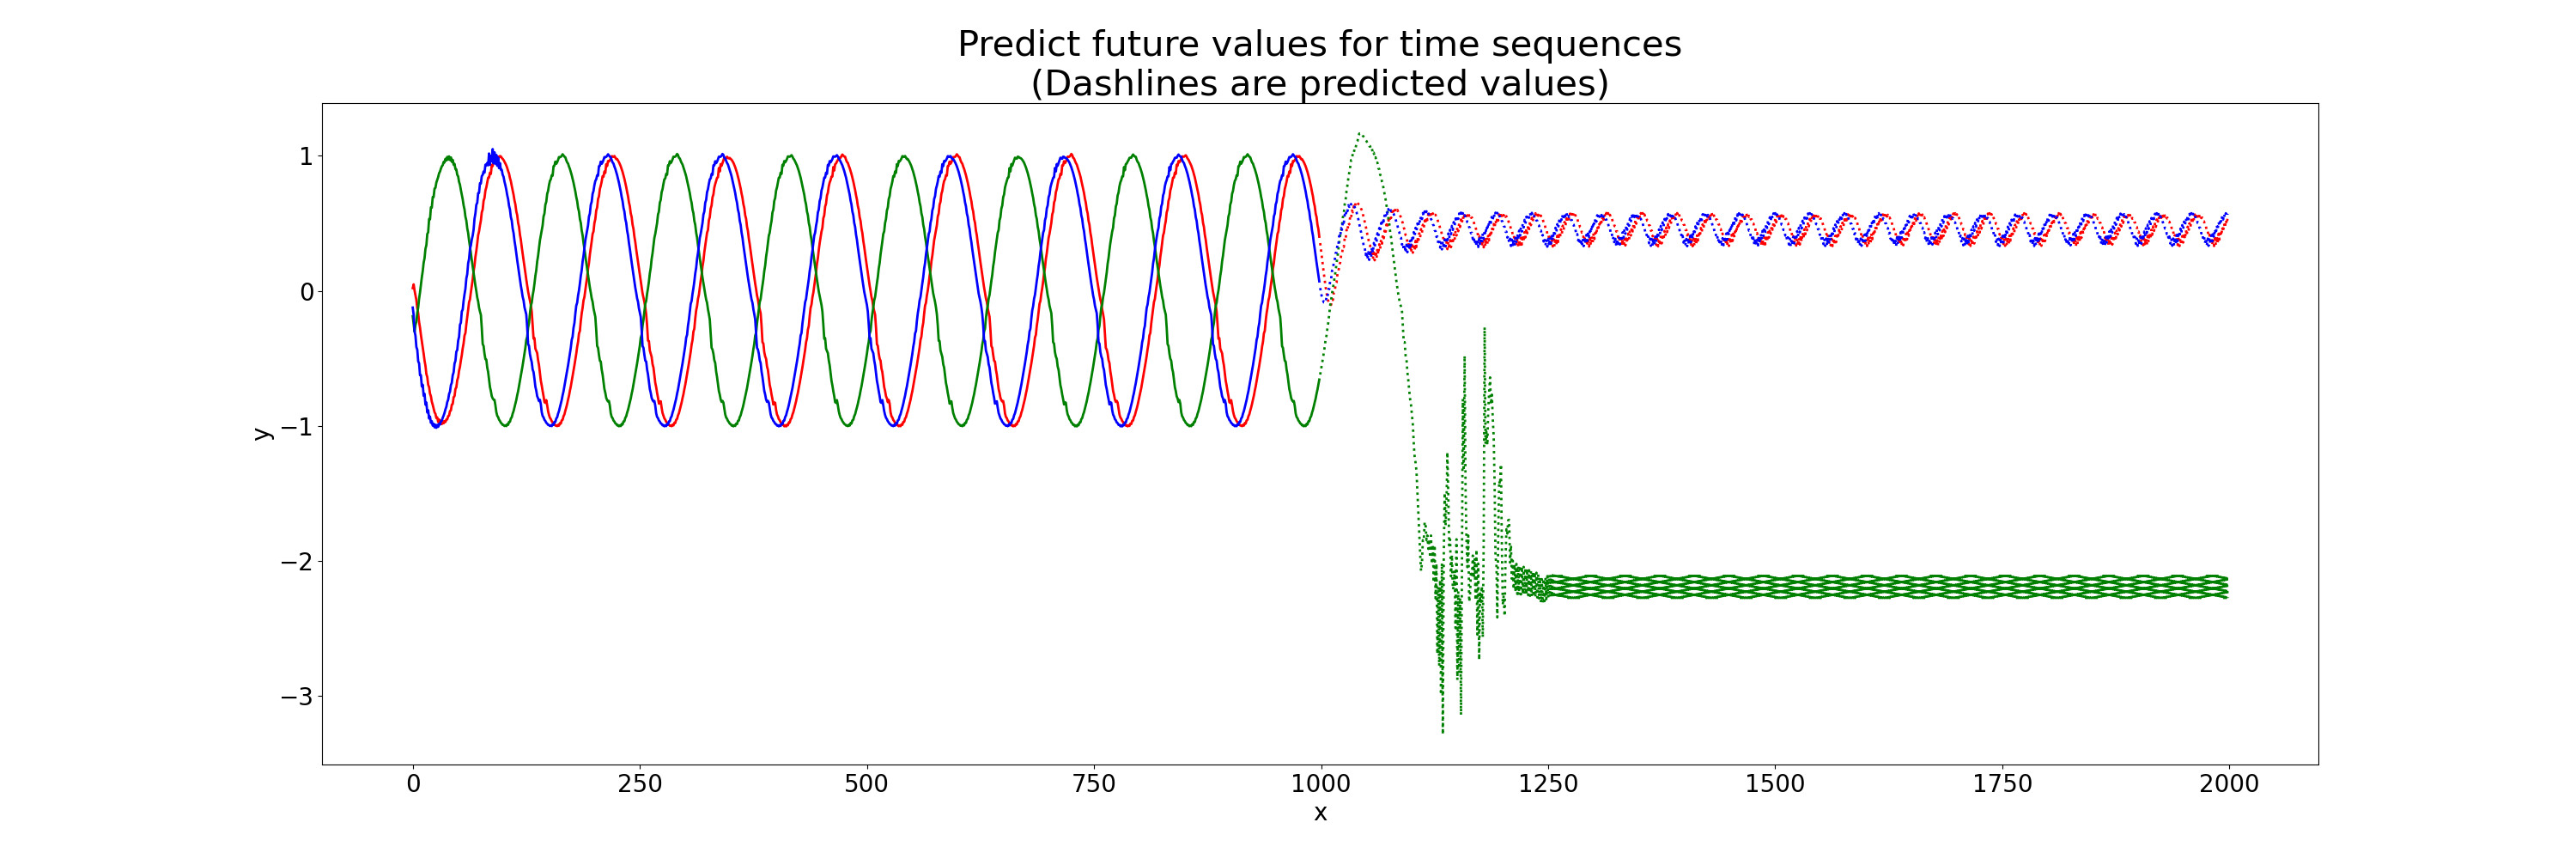 Predict future values for time sequences
(Dashlines are predicted values)
1
0
−1
−2
−3
y
0 250 500 750 1000 1250 1500 1750 2000
x